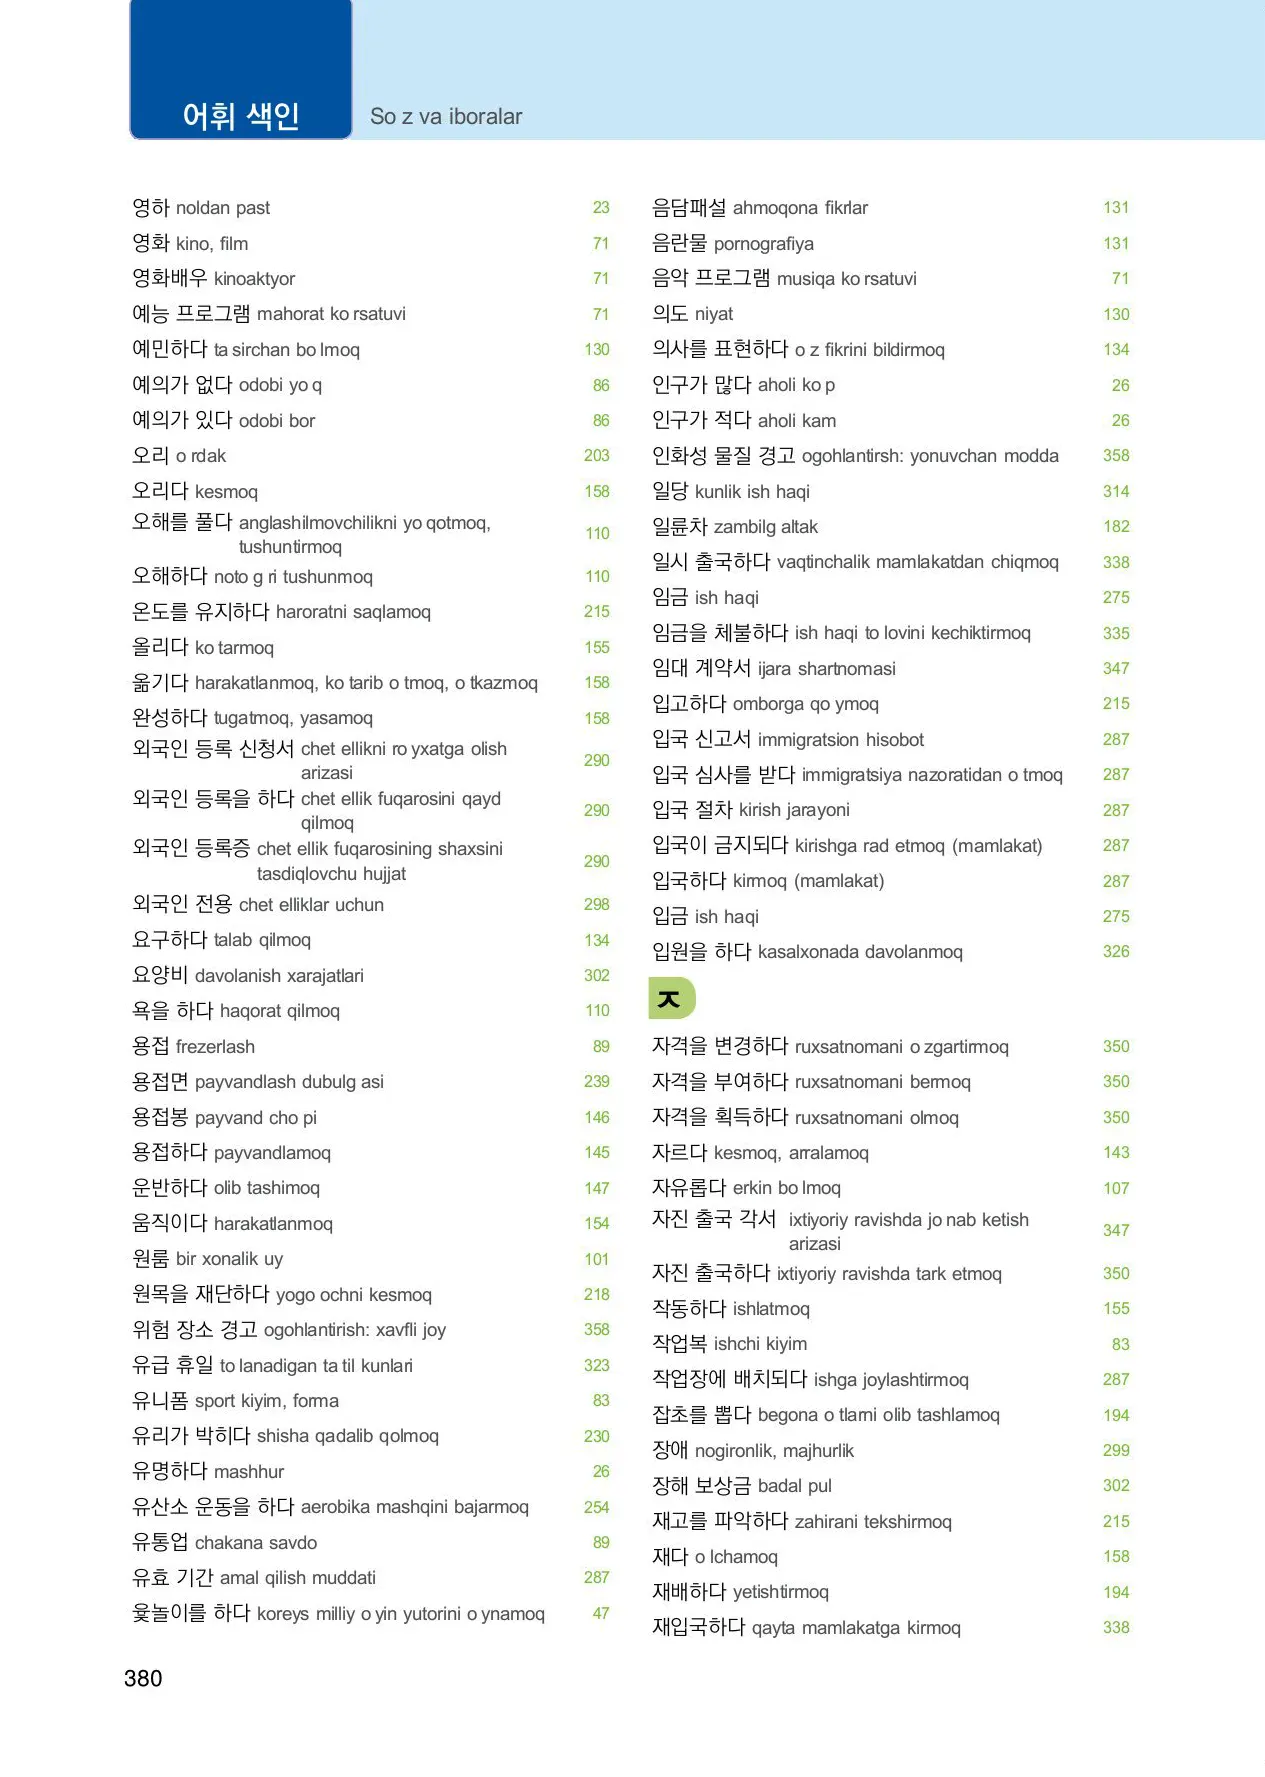 어휘 색인
So z va iboralar
영하 noldan past 23
영화 kino, film 71
영화배우 kinoaktyor 71
예능 프로그램 mahorat ko rsatuvi 71
예민하다 ta sirchan bo lmoq 130
예의가 없다 odobi yo q 86
예의가 있다 odobi bor 86
오리 o rdak 203
오리다 kesmoq 158
오해를 풀다 anglashilmovchilikni yo qotmoq,
tushuntirmoq 110
오해하다 noto g ri tushunmoq 110
온도를 유지하다 haroratni saqlamoq 215
올리다 ko tarmoq 155
옮기다 harakatlanmoq, ko tarib o tmoq, o tkazmoq 158
완성하다 tugatmoq, yasamoq 158
외국인 등록 신청서 chet ellikni ro yxatga olish
arizasi 290
외국인 등록을 하다 chet ellik fuqarosini qayd
qilmoq 290
외국인 등록증 chet ellik fuqarosining shaxsini
tasdiqlovchu hujjat 290
외국인 전용 chet elliklar uchun 298
요구하다 talab qilmoq 134
요양비 davolanish xarajatlari 302
욕을 하다 haqorat qilmoq 110
용접 frezerlash 89
용접면 payvandlash dubulg asi 239
용접봉 payvand cho pi 146
용접하다 payvandlamoq 145
운반하다 olib tashimoq 147
움직이다 harakatlanmoq 154
원룸 bir xonalik uy 101
원목을 재단하다 yogo ochni kesmoq 218
위험 장소 경고 ogohlantirish: xavfli joy 358
유급 휴일 to lanadigan ta til kunlari 323
유니폼 sport kiyim, forma 83
유리가 박히다 shisha qadalib qolmoq 230
유명하다 mashhur 26
유산소 운동을 하다 aerobika mashqini bajarmoq 254
유통업 chakana savdo 89
유효 기간 amal qilish muddati 287
윷놀이를 하다 koreys milliy o yin yutorini o ynamoq 47
음담패설 ahmoqona fikrlar 131
음란물 pornografiya 131
음악 프로그램 musiqa ko rsatuvi 71
의도 niyat 130
의사를 표현하다 o z fikrini bildirmoq 134
인구가 많다 aholi ko p 26
인구가 적다 aholi kam 26
인화성 물질 경고 ogohlantirsh: yonuvchan modda 358
일당 kunlik ish haqi 314
일륜차 zambilg altak 182
일시 출국하다 vaqtinchalik mamlakatdan chiqmoq 338
임금 ish haqi 275
임금을 체불하다 ish haqi to lovini kechiktirmoq 335
임대 계약서 ijara shartnomasi 347
입고하다 omborga qo ymoq 215
입국 신고서 immigratsion hisobot 287
입국 심사를 받다 immigratsiya nazoratidan o tmoq 287
입국 절차 kirish jarayoni 287
입국이 금지되다 kirishga rad etmoq (mamlakat) 287
입국하다 kirmoq (mamlakat) 287
입금 ish haqi 275
입원을 하다 kasalxonada davolanmoq 326
ㅈ
자격을 변경하다 ruxsatnomani o zgartirmoq 350
자격을 부여하다 ruxsatnomani bermoq 350
자격을 획득하다 ruxsatnomani olmoq 350
자르다 kesmoq, arralamoq 143
자유롭다 erkin bo lmoq 107
자진 출국 각서 ixtiyoriy ravishda jo nab ketish
arizasi 347
자진 출국하다 ixtiyoriy ravishda tark etmoq 350
작동하다 ishlatmoq 155
작업복 ishchi kiyim 83
작업장에 배치되다 ishga joylashtirmoq 287
잡초를 뽑다 begona o tlarni olib tashlamoq 194
장애 nogironlik, majhurlik 299
장해 보상금 badal pul 302
재고를 파악하다 zahirani tekshirmoq 215
재다 o lchamoq 158
재배하다 yetishtirmoq 194
재입국하다 qayta mamlakatga kirmoq 338
380